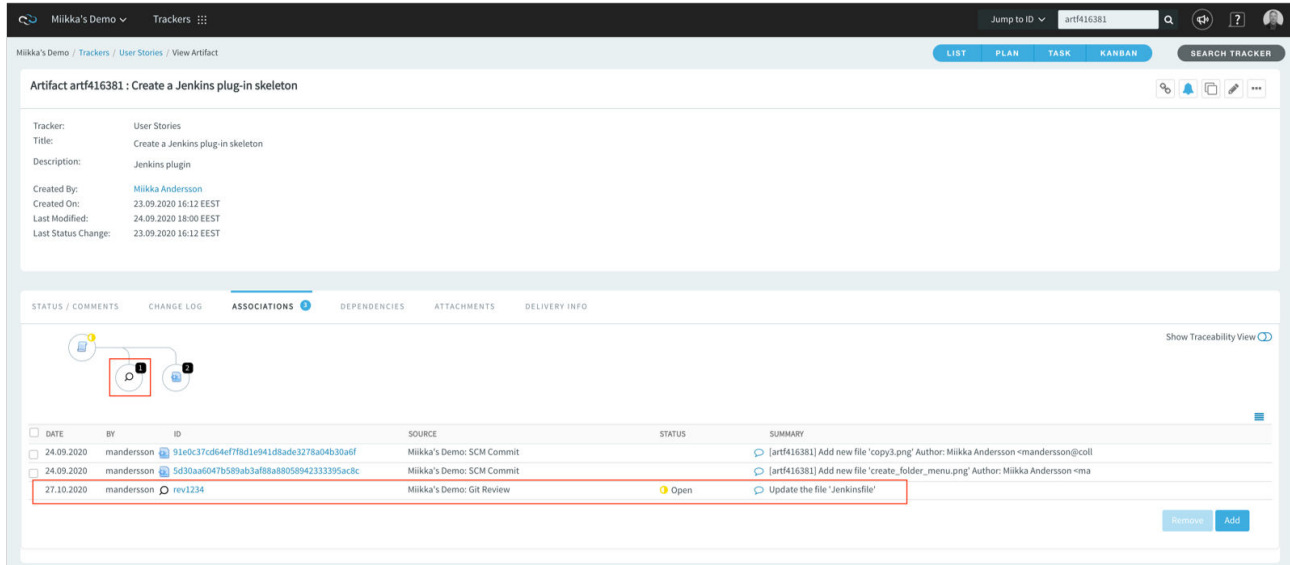 Miikka's Demo Trackers Jump to ID artf416381 ?
Miikka's Demo / Trackers / User Stories / View Artifact LIST PLAN TASK KANBAN SEARCH TRACKER
Artifact artf416381 : Create a Jenkins plug-in skeleton
Tracker: User Stories
Title: Create a Jenkins plug-in skeleton
Description: Jenkins plugin
Created By: Miikka Andersson
Created On: 23.09.2020 16:12 EEST
Last Modified: 24.09.2020 18:00 EEST
Last Status Change: 23.09.2020 16:12 EEST
STATUS / COMMENTS CHANGE LOG ASSOCIATIONS 3 DEPENDENCIES ATTACHMENTS DELIVERY INFO
Show Traceability View
1 2
DATE BY ID SOURCE STATUS SUMMARY
24.09.2020 mandersson 91e0c37cd64ef7f8d1e941d8ade3278a04b30a6f Miikka's Demo: SCM Commit [artf416381] Add new file 'copy3.png' Author: Miikka Andersson <mandersson@coll
24.09.2020 mandersson 5d30aa6047b589ab3af88a88058942333395ac8c Miikka's Demo: SCM Commit [artf416381] Add new file 'create_folder_menu.png' Author: Miikka Andersson <ma
27.10.2020 mandersson rev1234 Miikka's Demo: Git Review Open Update the file 'Jenkinsfile'
Remove Add